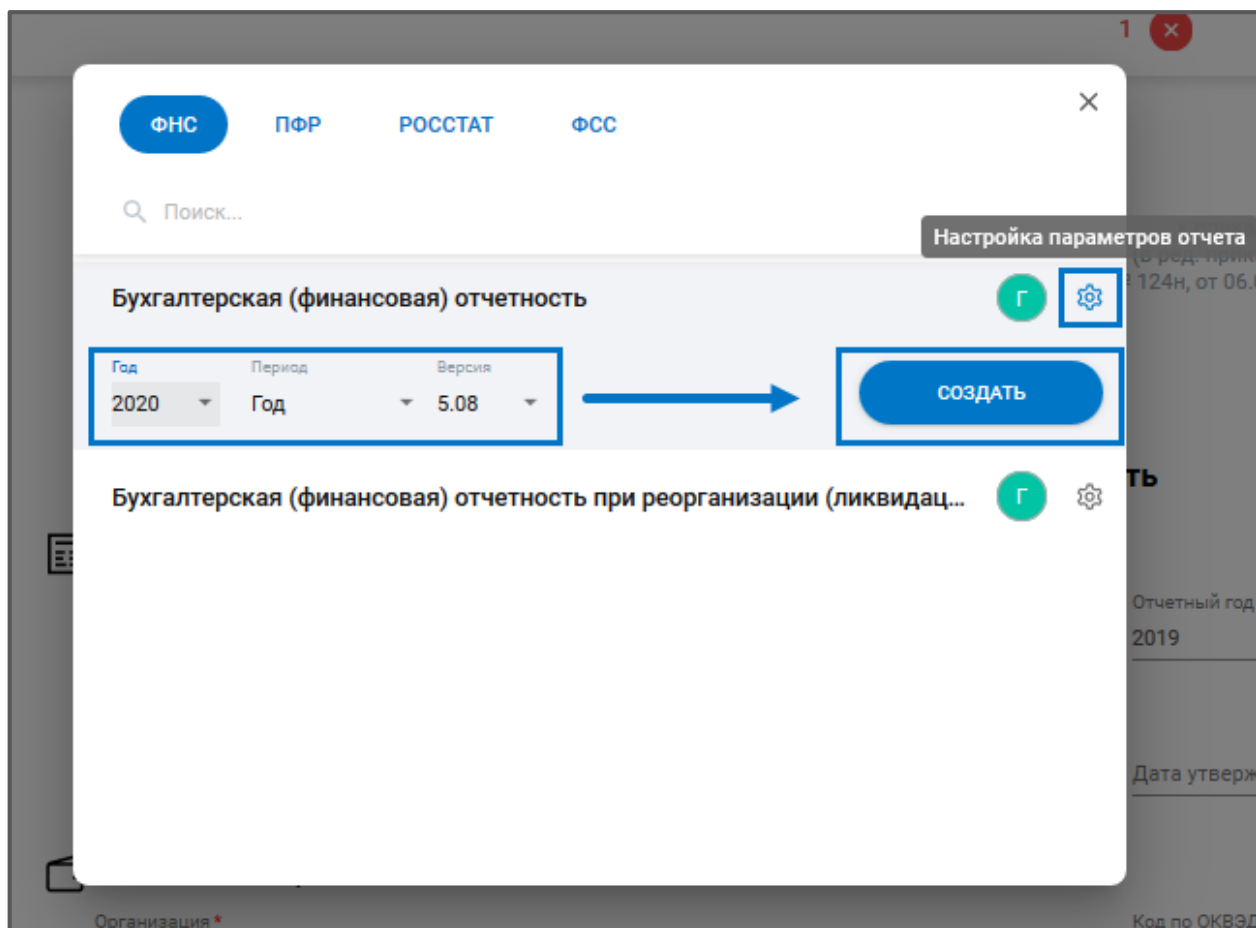 1
ФНС ПФР РОССТАТ ФСС
Поиск...
Настройка параметров отчета
124н, от 06.
Бухгалтерская (финансовая) отчетность Г
Год Период Версия
2020 Год 5.08 СОЗДАТЬ
Бухгалтерская (финансовая) отчетность при реорганизации (ликвидац... Г
ть
Отчетный год
2019
Дата утверж
Организация * Код по ОКВЭД